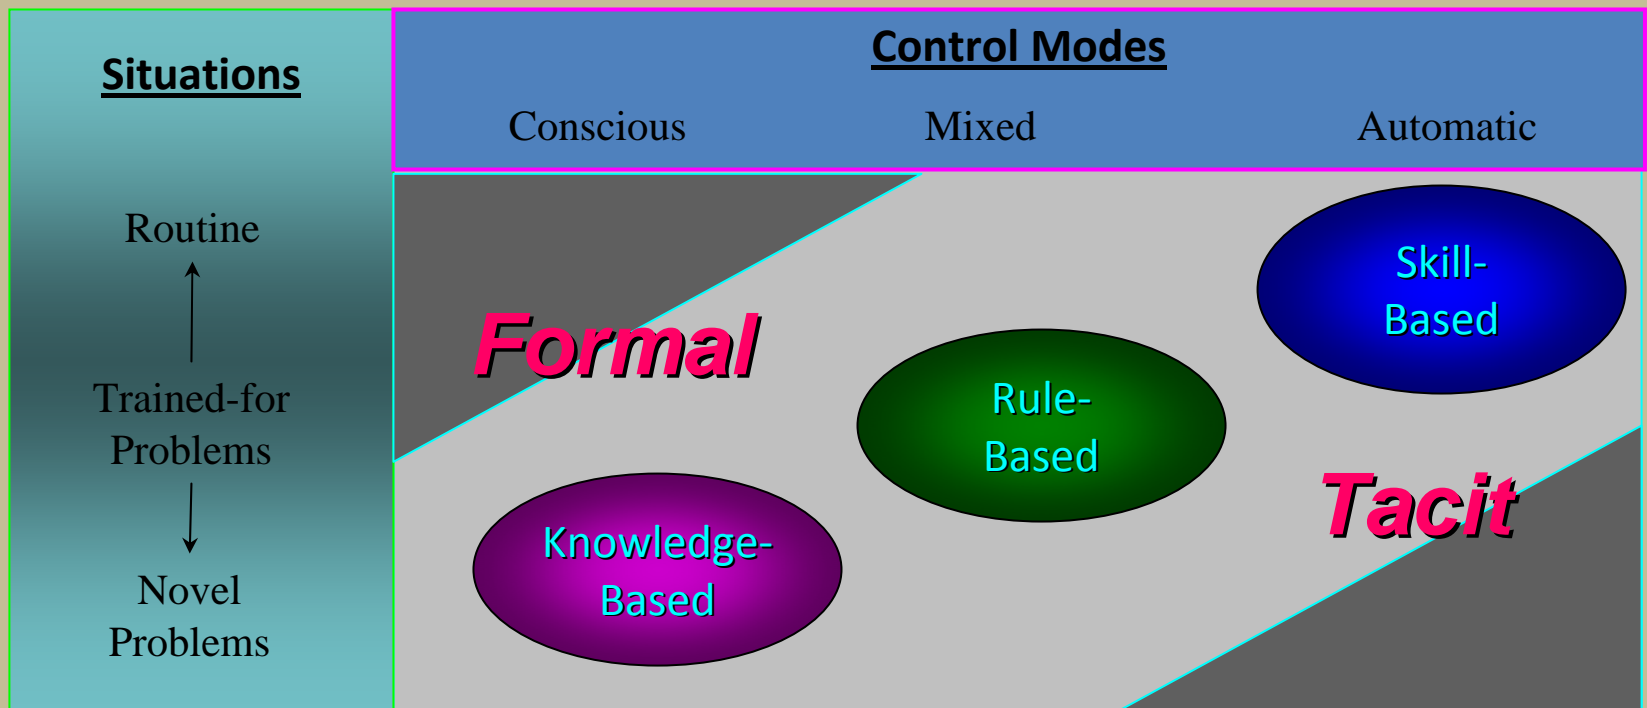 Situations
Control Modes
Conscious
Mixed
Automatic
Routine
Trained-for
Problems
Novel
Problems
Formal
Skill-
Based
Rule-
Based
Tacit
Knowledge-
Based